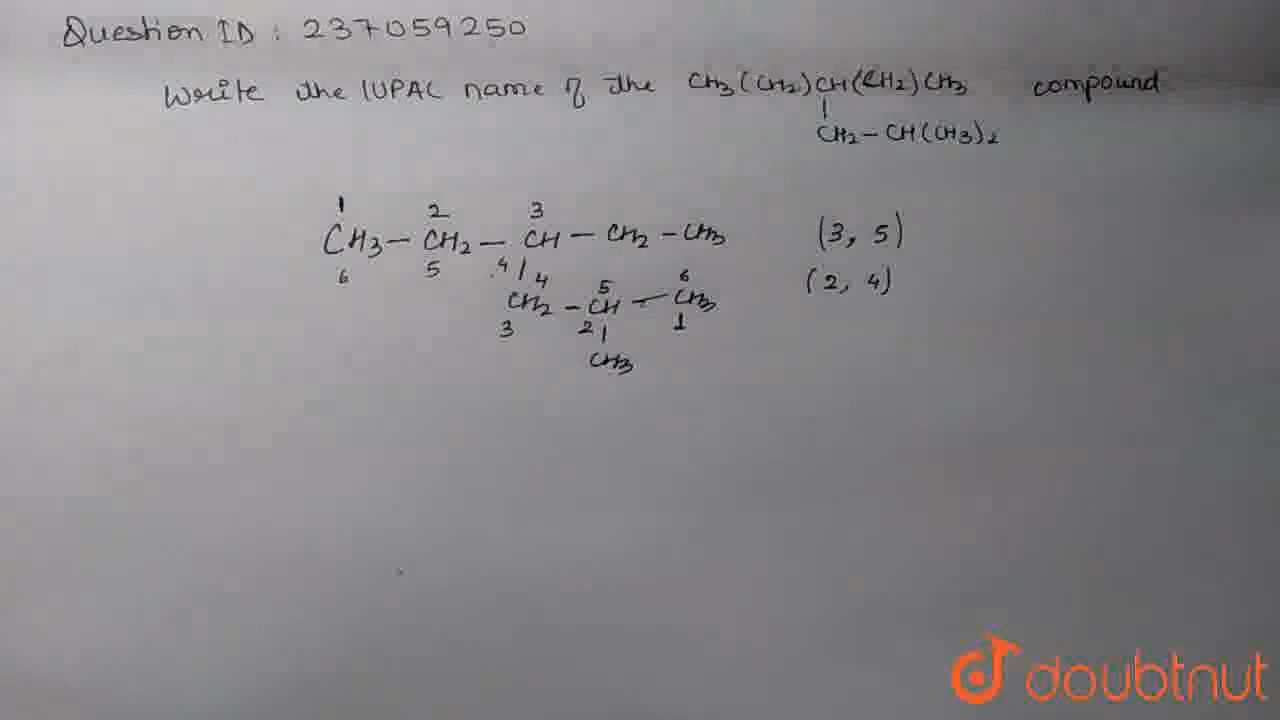 Question ID : 237059250
Write the IUPAC name of the CH3(CH2)CH(CH2)CH3 compound
|
CH2-CH(CH3)2
1 2 3
CH3-CH2-CH-CH2-CH3 (3, 5)
6 5 4 | 4 5 6 (2, 4)
CH2-CH-CH3
3 2 | 1
CH3
doubtnut